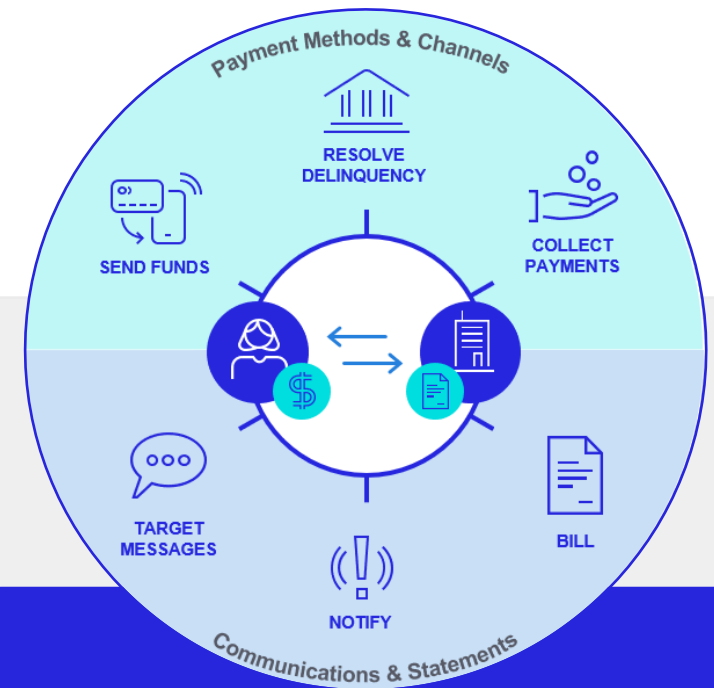 Payment Methods & Channels
RESOLVE
DELINQUENCY
SEND FUNDS
COLLECT
PAYMENTS
$
TARGET
MESSAGES
BILL
NOTIFY
Communications & Statements